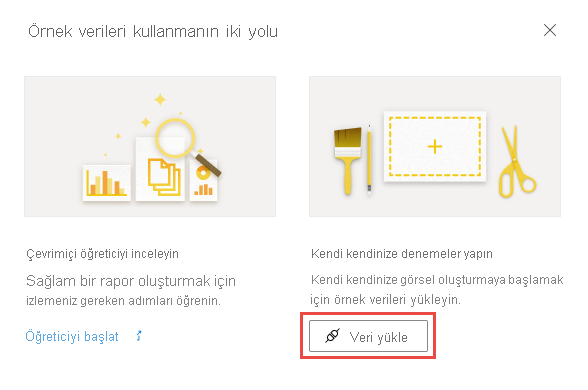 Örnek verileri kullanmanın iki yolu
Çevrimiçi öğreticiyi inceleyin
Sağlam bir rapor oluşturmak için
izlemeniz gereken adımları öğrenin.
Öğreticiyi başlat
Kendi kendinize denemeler yapın
Kendi kendinize görsel oluşturmaya başlamak
için örnek verileri yükleyin.
Veri yükle